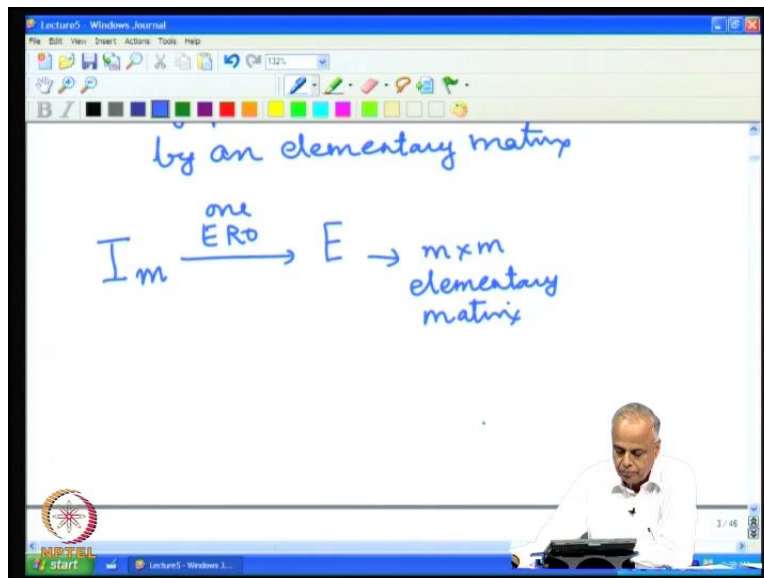 Lecture5 - Windows Journal
File Edit View Insert Actions Tools Help
132%
B I
by an elementary matrix
one
ERO
I m → E → m×m
elementary
matrix
3 / 46
NPTEL
start
Lecture5 - Windows J...